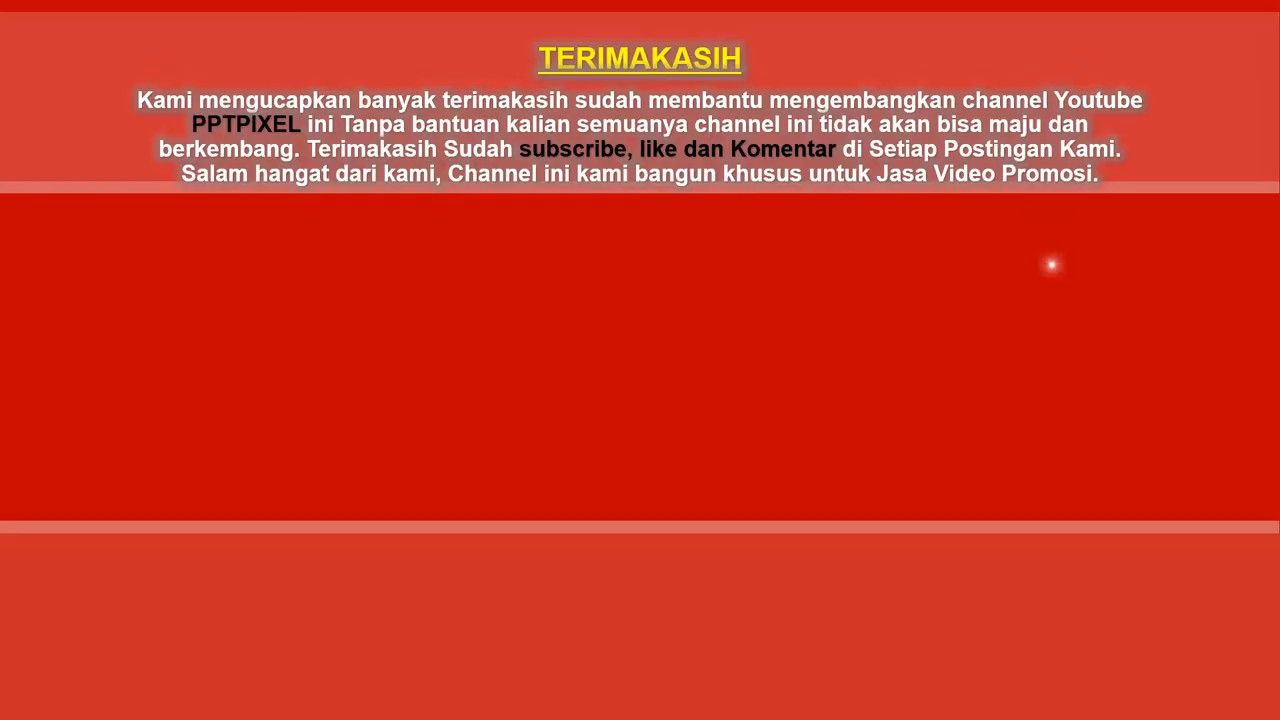 TERIMAKASIH
Kami mengucapkan banyak terimakasih sudah membantu mengembangkan channel Youtube
PPTPIXEL ini Tanpa bantuan kalian semuanya channel ini tidak akan bisa maju dan
berkembang. Terimakasih Sudah subscribe, like dan Komentar di Setiap Postingan Kami.
Salam hangat dari kami, Channel ini kami bangun khusus untuk Jasa Video Promosi.